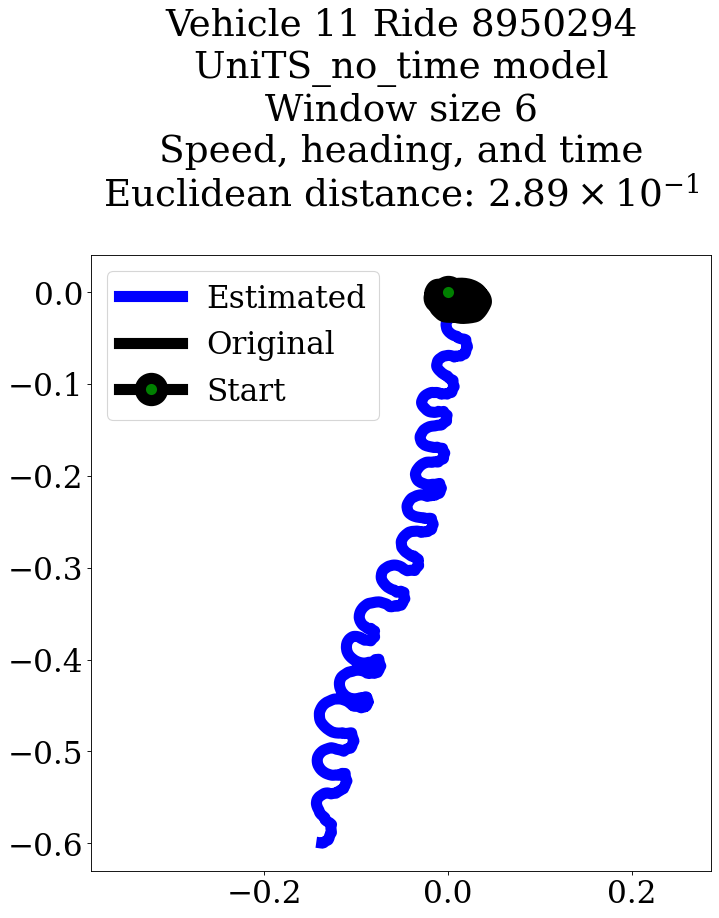 Vehicle 11 Ride 8950294
UniTS_no_time model
Window size 6
Speed, heading, and time
Euclidean distance: 2.89 × 10⁻¹
Estimated
Original
Start
0.0
−0.1
−0.2
−0.3
−0.4
−0.5
−0.6
−0.2 0.0 0.2